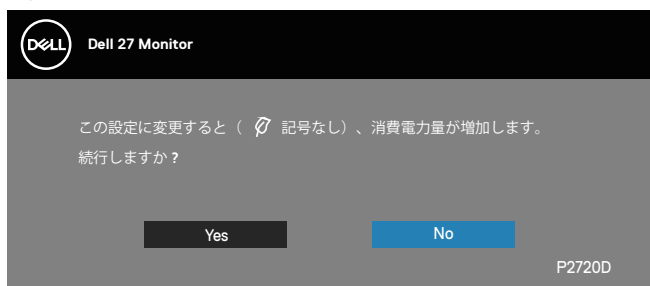 DELL
Dell 27 Monitor
この設定に変更すると（ 記号なし）、消費電力量が増加します。
続行しますか ?
Yes No
P2720D